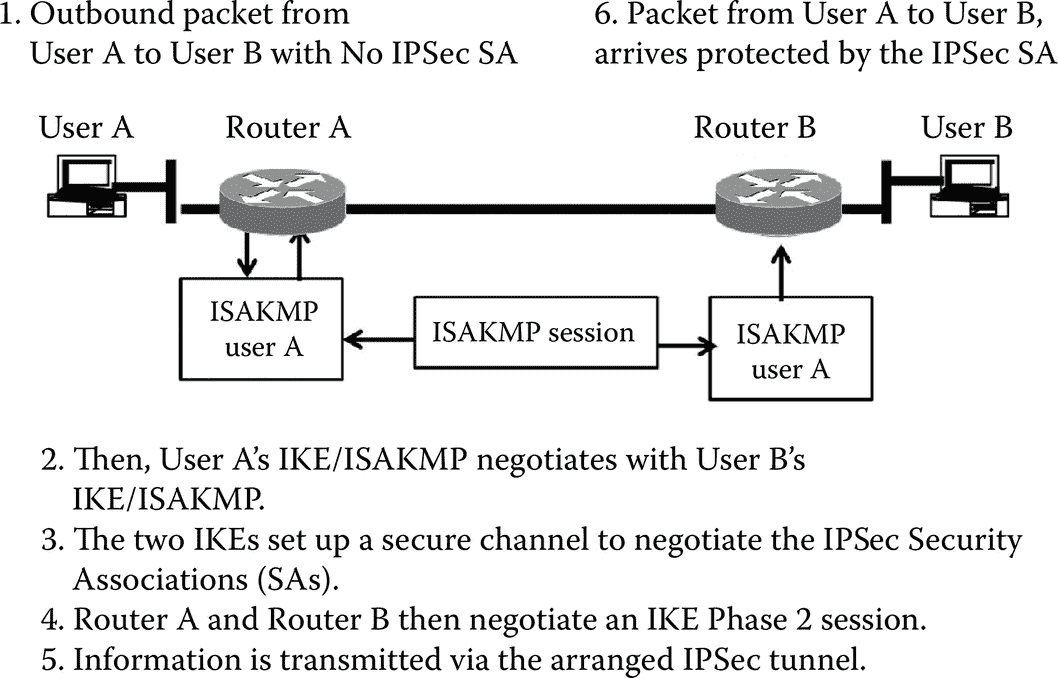 1. Outbound packet from
User A to User B with No IPSec SA
6. Packet from User A to User B,
arrives protected by the IPSec SA
User A
Router A
Router B
User B
ISAKMP
user A
ISAKMP session
ISAKMP
user A
2. Then, User A’s IKE/ISAKMP negotiates with User B’s
IKE/ISAKMP.
3. The two IKEs set up a secure channel to negotiate the IPSec Security
Associations (SAs).
4. Router A and Router B then negotiate an IKE Phase 2 session.
5. Information is transmitted via the arranged IPSec tunnel.